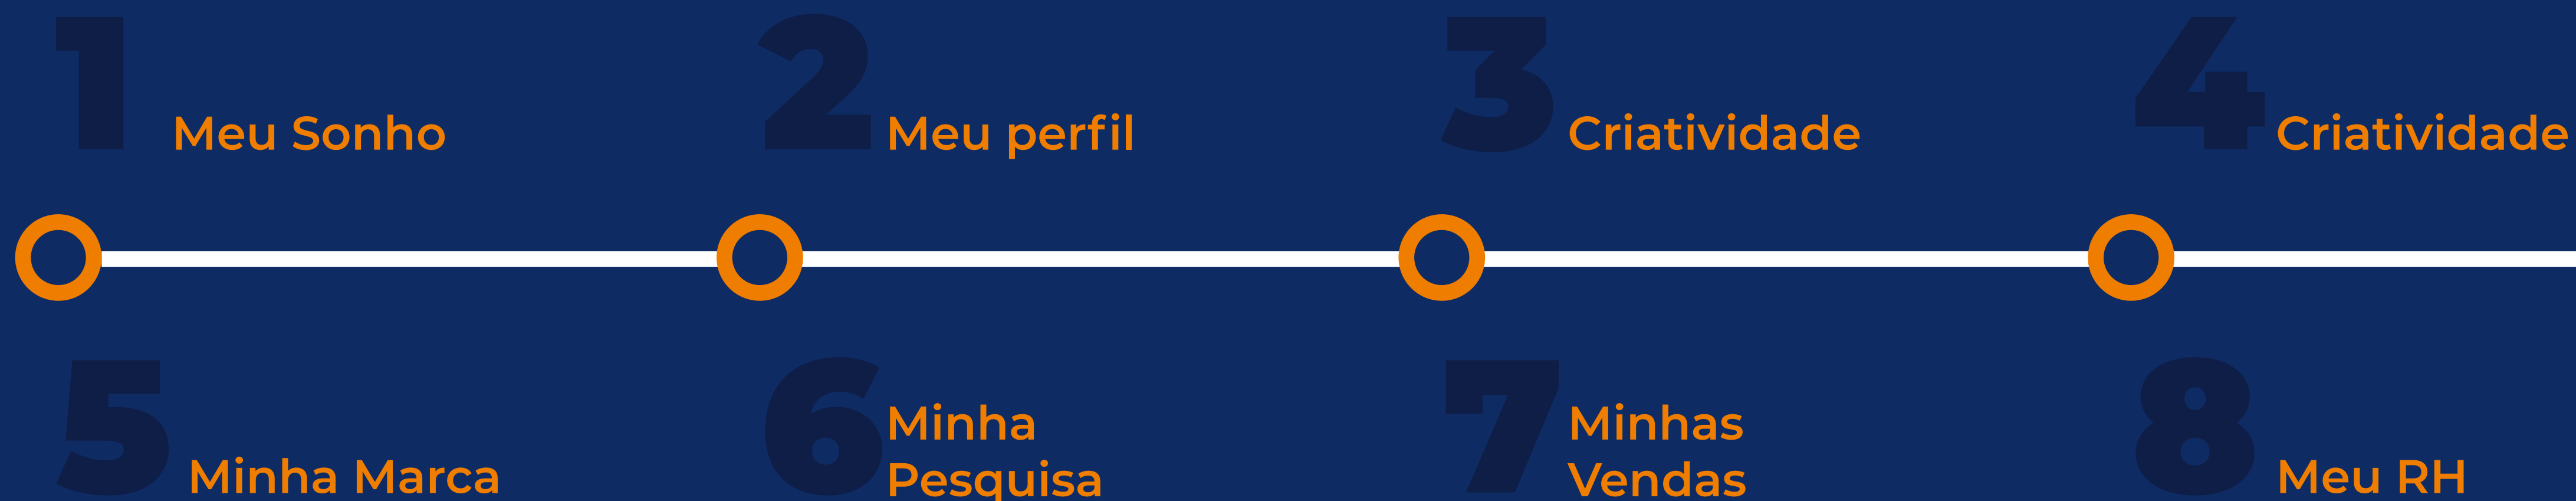 1
Meu Sonho
2
Meu perfil
3
Criatividade
4
Criatividade
5
Minha Marca
6
Minha
Pesquisa
7
Minhas
Vendas
8
Meu RH